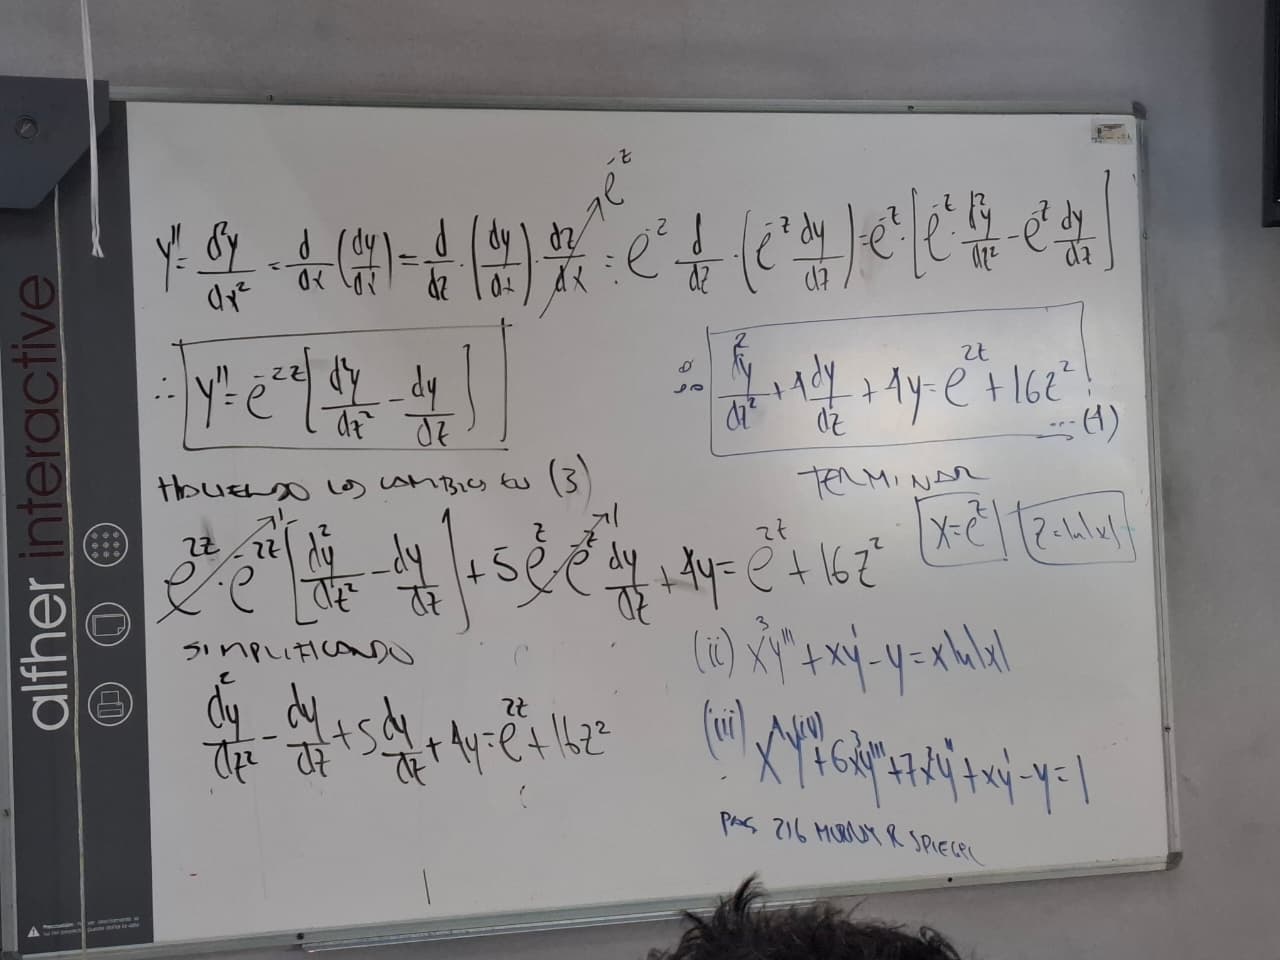 y'' = d²y/dx² = d/dx (dy/dx) = d/dz · (dy/dx) · dz/dx = e^-z d/dz · (e^-z dy/dz) = e^-z · [e^-z · d²y/dz² - e^-z dy/dz]
e^-z
∴ y'' = e^-2z [d²y/dz² - dy/dz]
HACIENDO LOS CAMBIOS EN (3)
e^2z · e^-2z [d²y/dz² - dy/dz] + 5e^z e^-z dy/dz + 4y = e^2z + 16z²
1
1
SIMPLIFICANDO
d²y/dz² - dy/dz + 5 dy/dz + 4y = e^2z + 16z²
d²y/dz² + 4 dy/dz + 4y = e^2z + 16z²
... (4)
TERMINAR
x = e^z
z = ln|x|
(ii) x³y''' + xy' - y = x ln|x|
(iii) x⁴y^(iv) + 6x³y''' + 7x²y'' + xy' - y = 1
PAG 216 MURRAY R SPIEGEL
alfher interactive